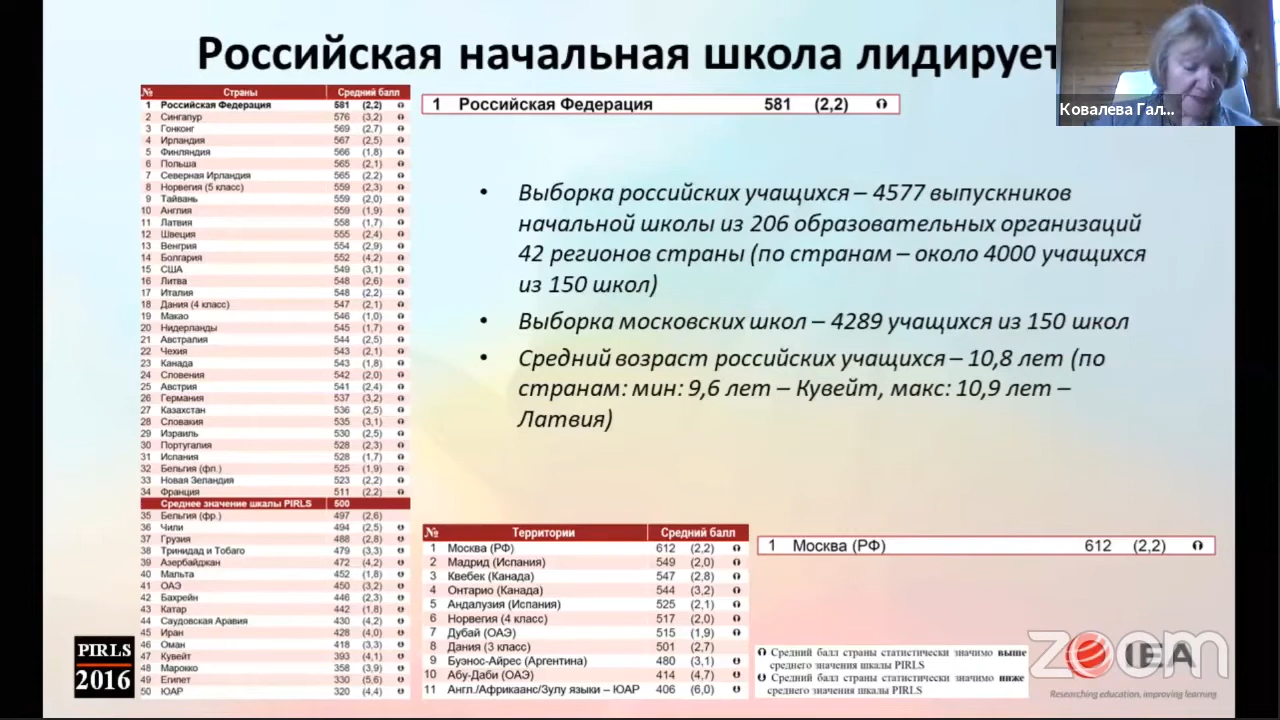 Российская начальная школа лидирует
Ковалева Гал...
№ Страны Средний балл
1 Российская Федерация 581 (2,2)
2 Сингапур 576 (3,2)
3 Гонконг 569 (2,7)
4 Ирландия 567 (2,5)
5 Финляндия 566 (1,8)
6 Польша 565 (2,1)
7 Северная Ирландия 565 (2,2)
8 Норвегия (5 класс) 559 (2,3)
9 Тайвань 559 (2,0)
10 Англия 559 (1,9)
11 Латвия 558 (1,7)
12 Швеция 555 (2,4)
13 Венгрия 554 (2,9)
14 Болгария 552 (4,2)
15 США 549 (3,1)
16 Литва 548 (2,6)
17 Италия 548 (2,2)
18 Дания (4 класс) 547 (2,1)
19 Макао 546 (1,0)
20 Нидерланды 545 (1,7)
21 Австралия 544 (2,5)
22 Чехия 543 (2,1)
23 Канада 543 (1,8)
24 Словения 542 (2,0)
25 Австрия 541 (2,4)
26 Германия 537 (3,2)
27 Казахстан 536 (2,5)
28 Словакия 535 (3,1)
29 Израиль 530 (2,5)
30 Португалия 528 (2,3)
31 Испания 528 (1,7)
32 Бельгия (фл.) 525 (1,9)
33 Новая Зеландия 523 (2,2)
34 Франция 511 (2,2)
Среднее значение шкалы PIRLS 500
35 Бельгия (фр.) 497 (2,6)
36 Чили 494 (2,5)
37 Грузия 488 (2,8)
38 Тринидад и Тобаго 479 (3,3)
39 Азербайджан 472 (4,2)
40 Мальта 452 (1,8)
41 ОАЭ 450 (3,2)
42 Бахрейн 446 (2,3)
43 Катар 442 (1,8)
44 Саудовская Аравия 430 (4,2)
45 Иран 428 (4,0)
46 Оман 418 (3,3)
47 Кувейт 393 (4,1)
48 Марокко 358 (3,9)
49 Египет 330 (5,6)
50 ЮАР 320 (4,4)
1 Российская Федерация 581 (2,2)
• Выборка российских учащихся – 4577 выпускников
начальной школы из 206 образовательных организаций
42 регионов страны (по странам – около 4000 учащихся
из 150 школ)
• Выборка московских школ – 4289 учащихся из 150 школ
• Средний возраст российских учащихся – 10,8 лет (по
странам: мин: 9,6 лет – Кувейт, макс: 10,9 лет –
Латвия)
№ Территории Средний балл
1 Москва (РФ) 612 (2,2)
2 Мадрид (Испания) 549 (2,0)
3 Квебек (Канада) 547 (2,8)
4 Онтарио (Канада) 544 (3,2)
5 Андалузия (Испания) 525 (2,1)
6 Норвегия (4 класс) 517 (2,0)
7 Дубай (ОАЭ) 515 (1,9)
8 Дания (3 класс) 501 (2,7)
9 Буэнос-Айрес (Аргентина) 480 (3,1)
10 Абу-Даби (ОАЭ) 414 (4,7)
11 Англ./Африкаанс/Зулу языки – ЮАР 406 (6,0)
1 Москва (РФ) 612 (2,2)
Средний балл страны статистически значимо выше
среднего значения шкалы PIRLS
Средний балл страны статистически значимо ниже
среднего значения шкалы PIRLS
PIRLS
2016
zoom
IEA
Researching education, improving learning